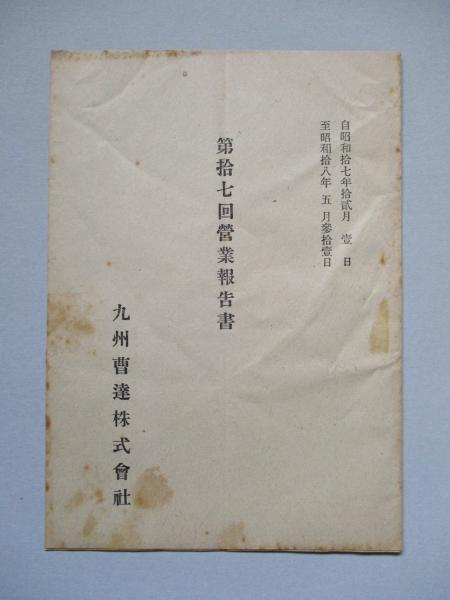 自昭和拾七年拾貳月　壹　日
至昭和拾八年　五　月參拾壹日
第拾七回營業報告書
九州曹達株式會社